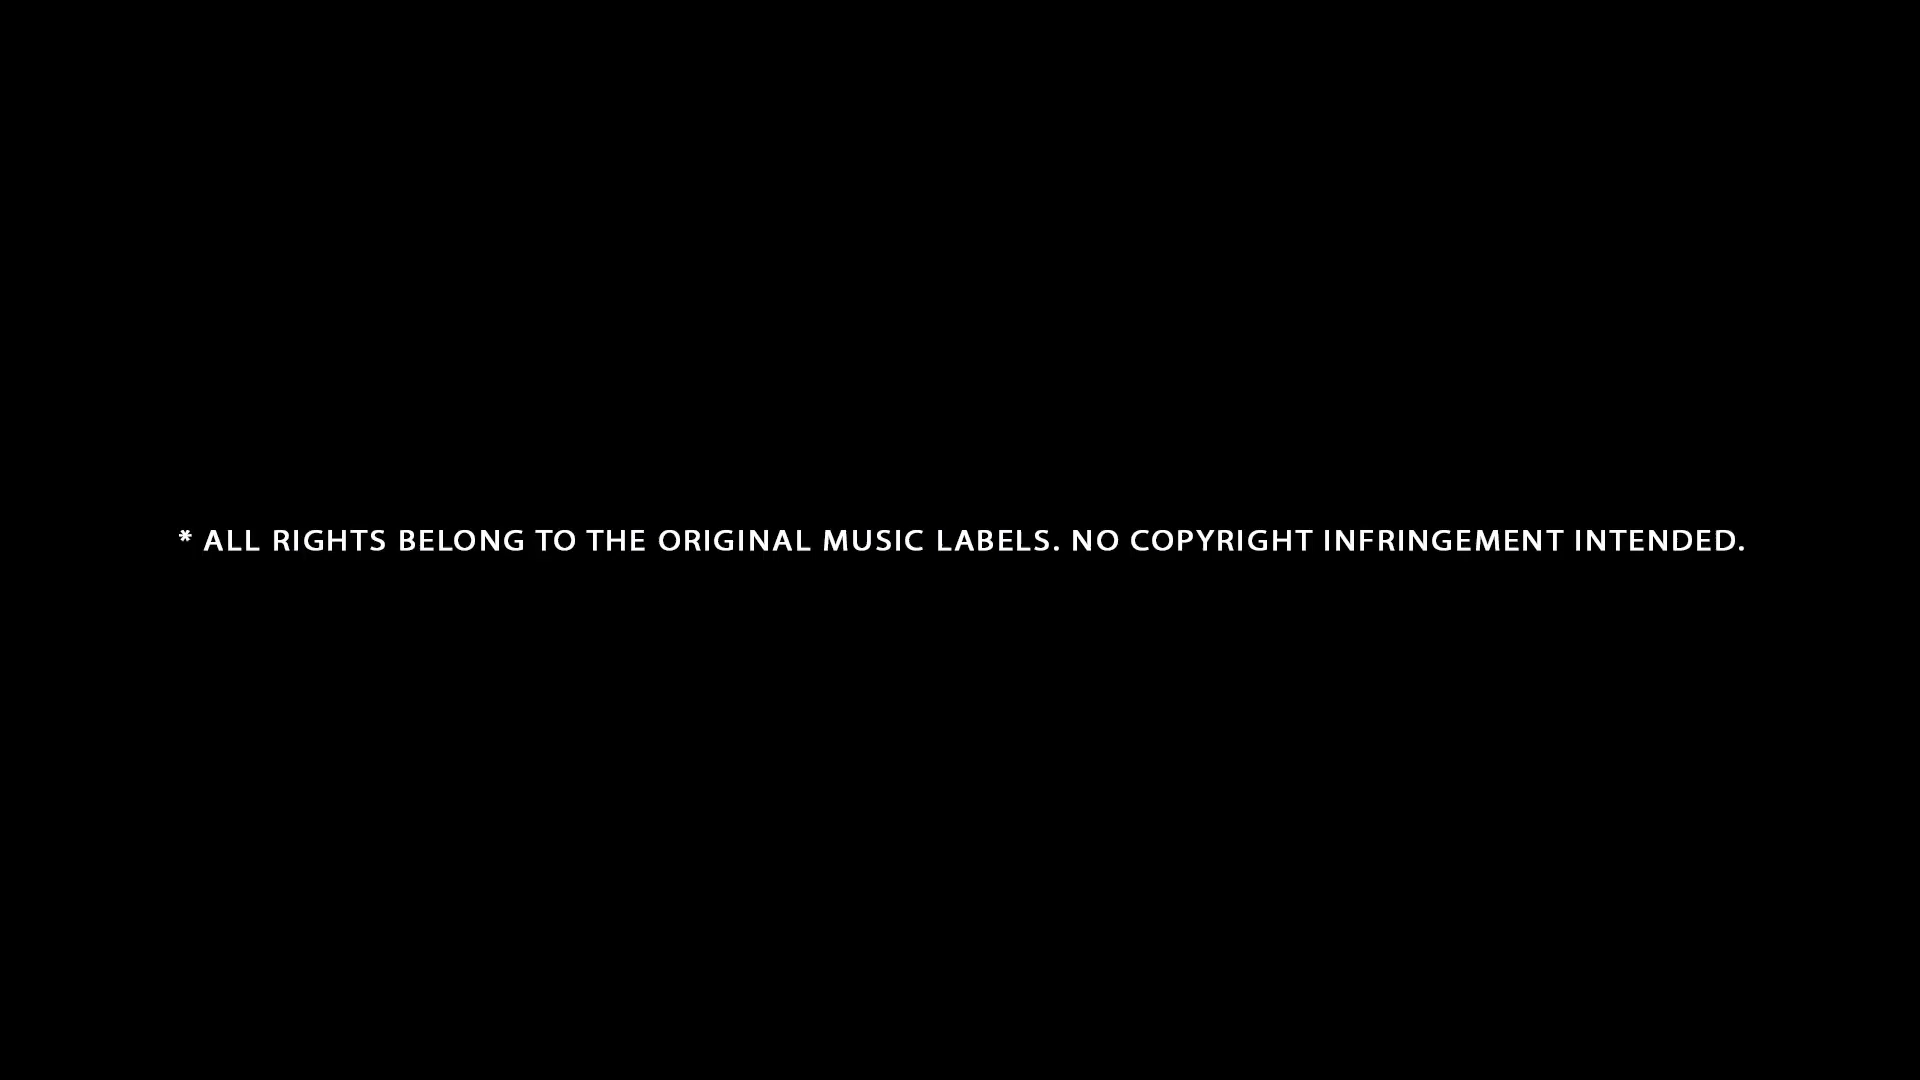 * ALL RIGHTS BELONG TO THE ORIGINAL MUSIC LABELS. NO COPYRIGHT INFRINGEMENT INTENDED.